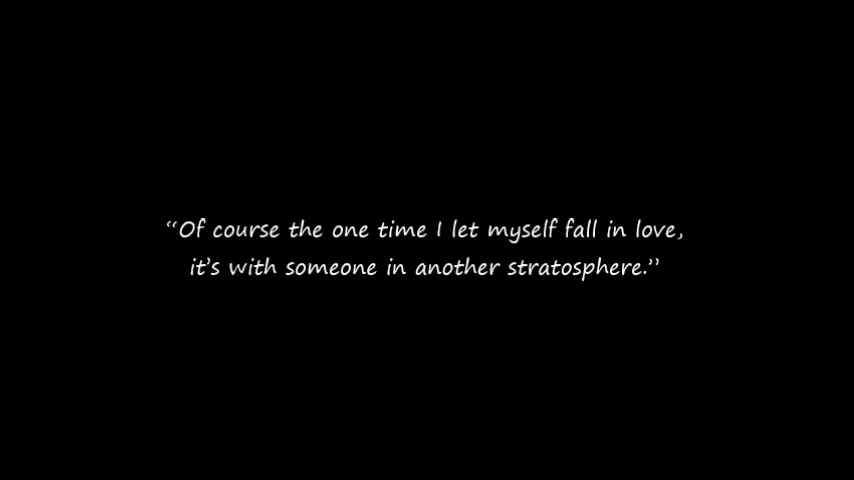 “Of course the one time I let myself fall in love,
it’s with someone in another stratosphere.”